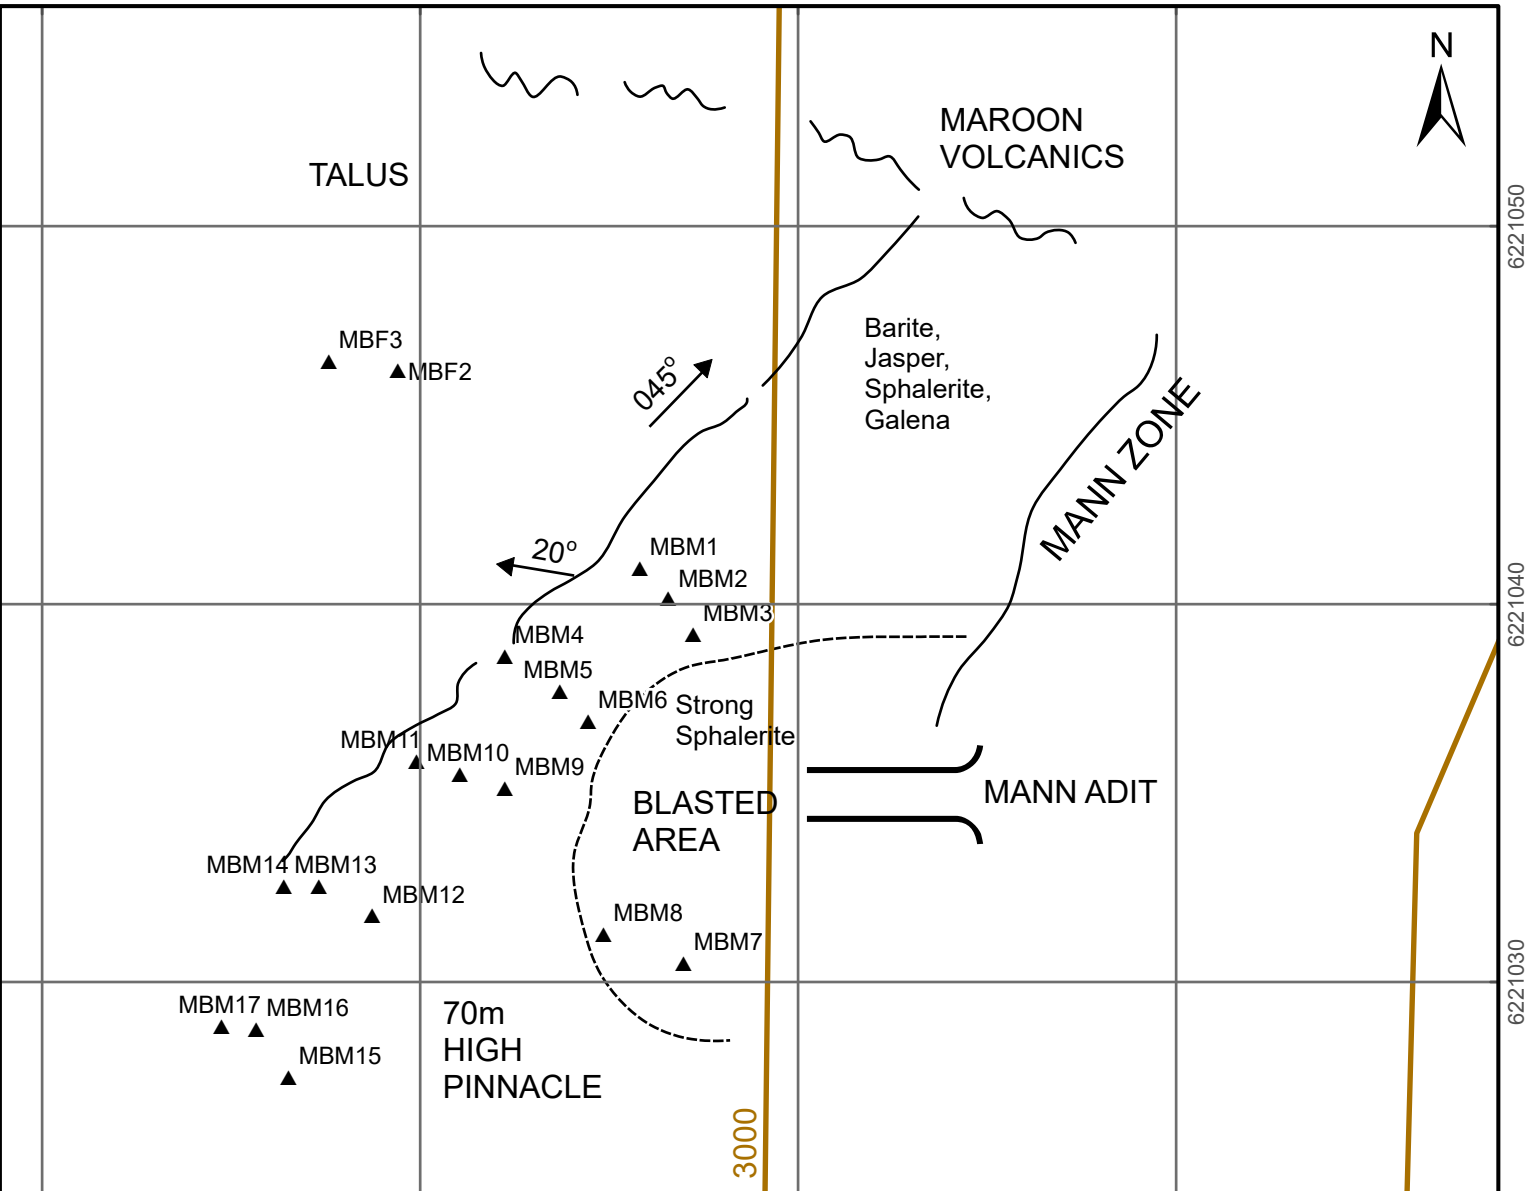 N
MAROON
VOLCANICS
TALUS
6221050
Barite,
Jasper,
Sphalerite,
Galena
MBF3
MBF2
045°
MANN ZONE
20°
MBM1
MBM2
MBM3
6221040
MBM4
MBM5
MBM6
Strong
Sphalerite
MBM11
MBM10
MBM9
BLASTED
AREA
MANN ADIT
MBM14
MBM13
MBM12
MBM8
MBM7
6221030
MBM17
MBM16
MBM15
70m
HIGH
PINNACLE
3000